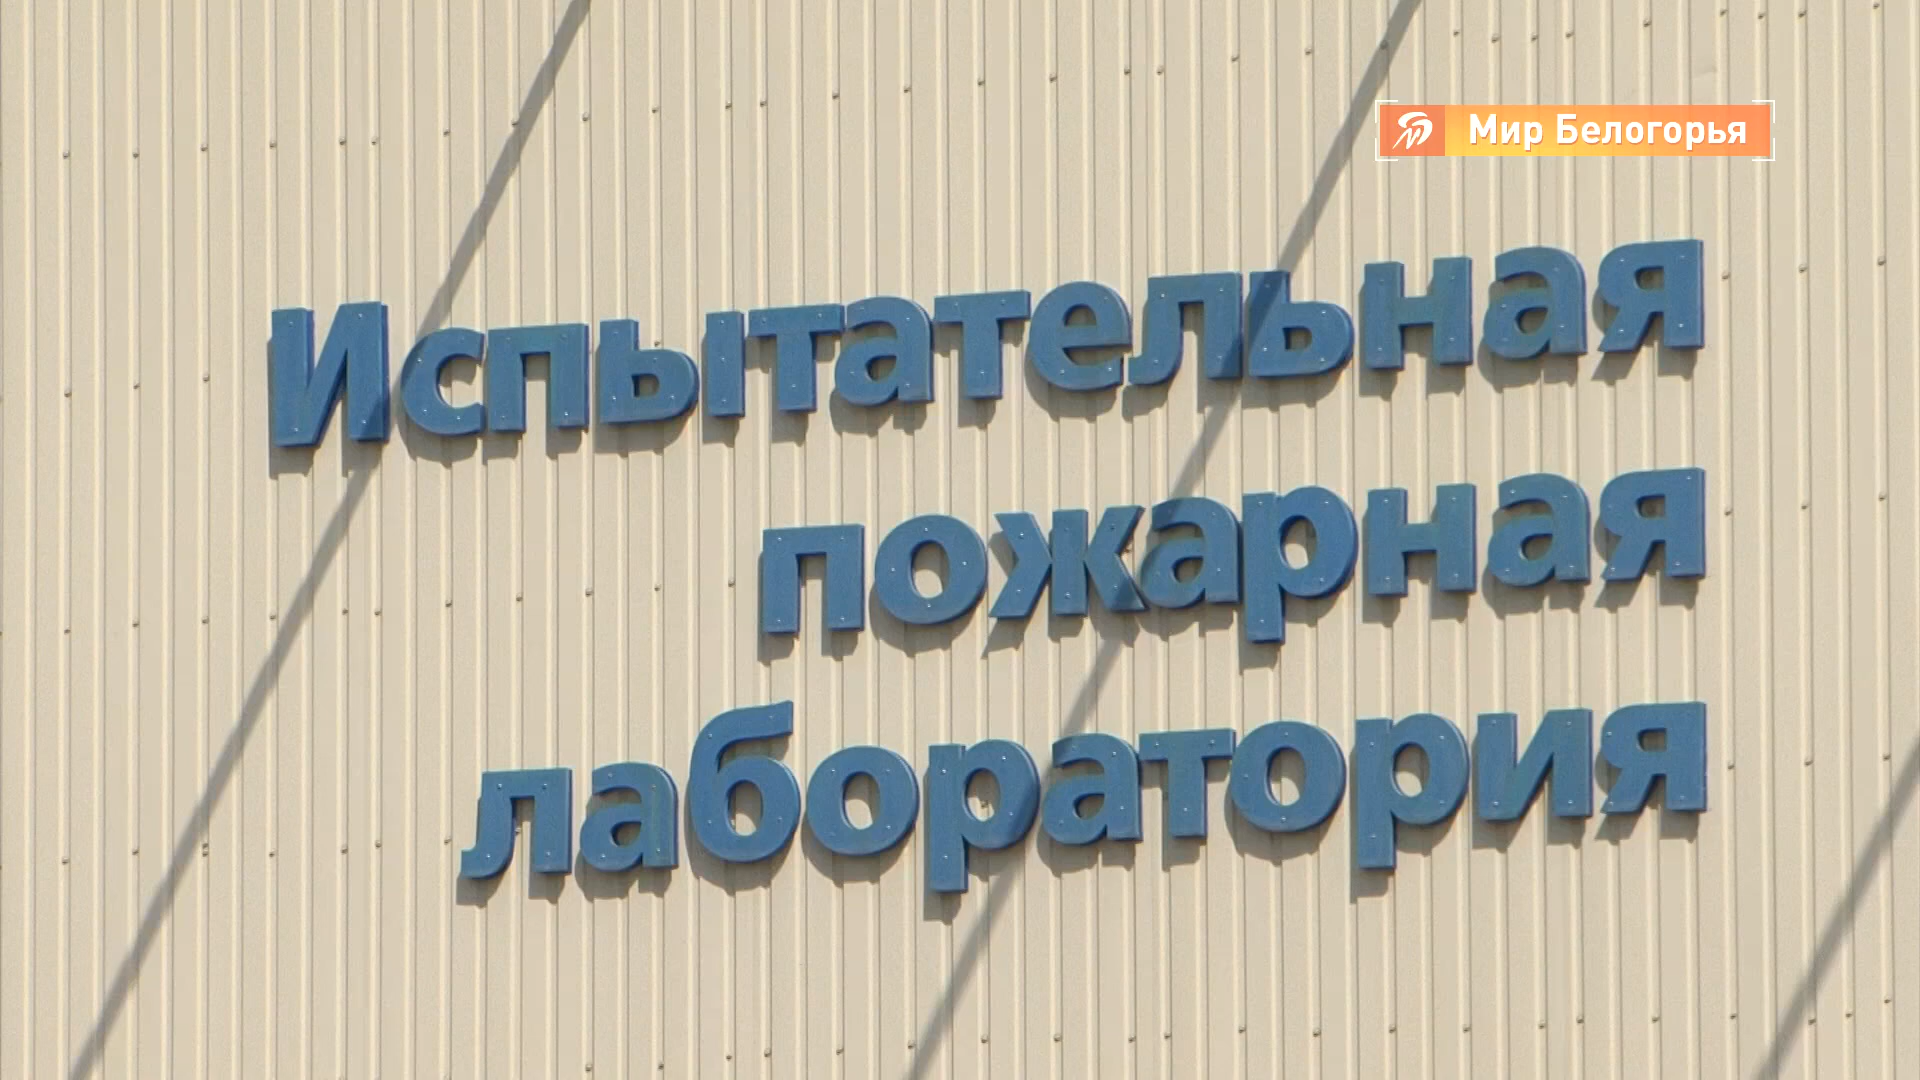 Мир Белогорья
Испытательная
пожарная
лаборатория